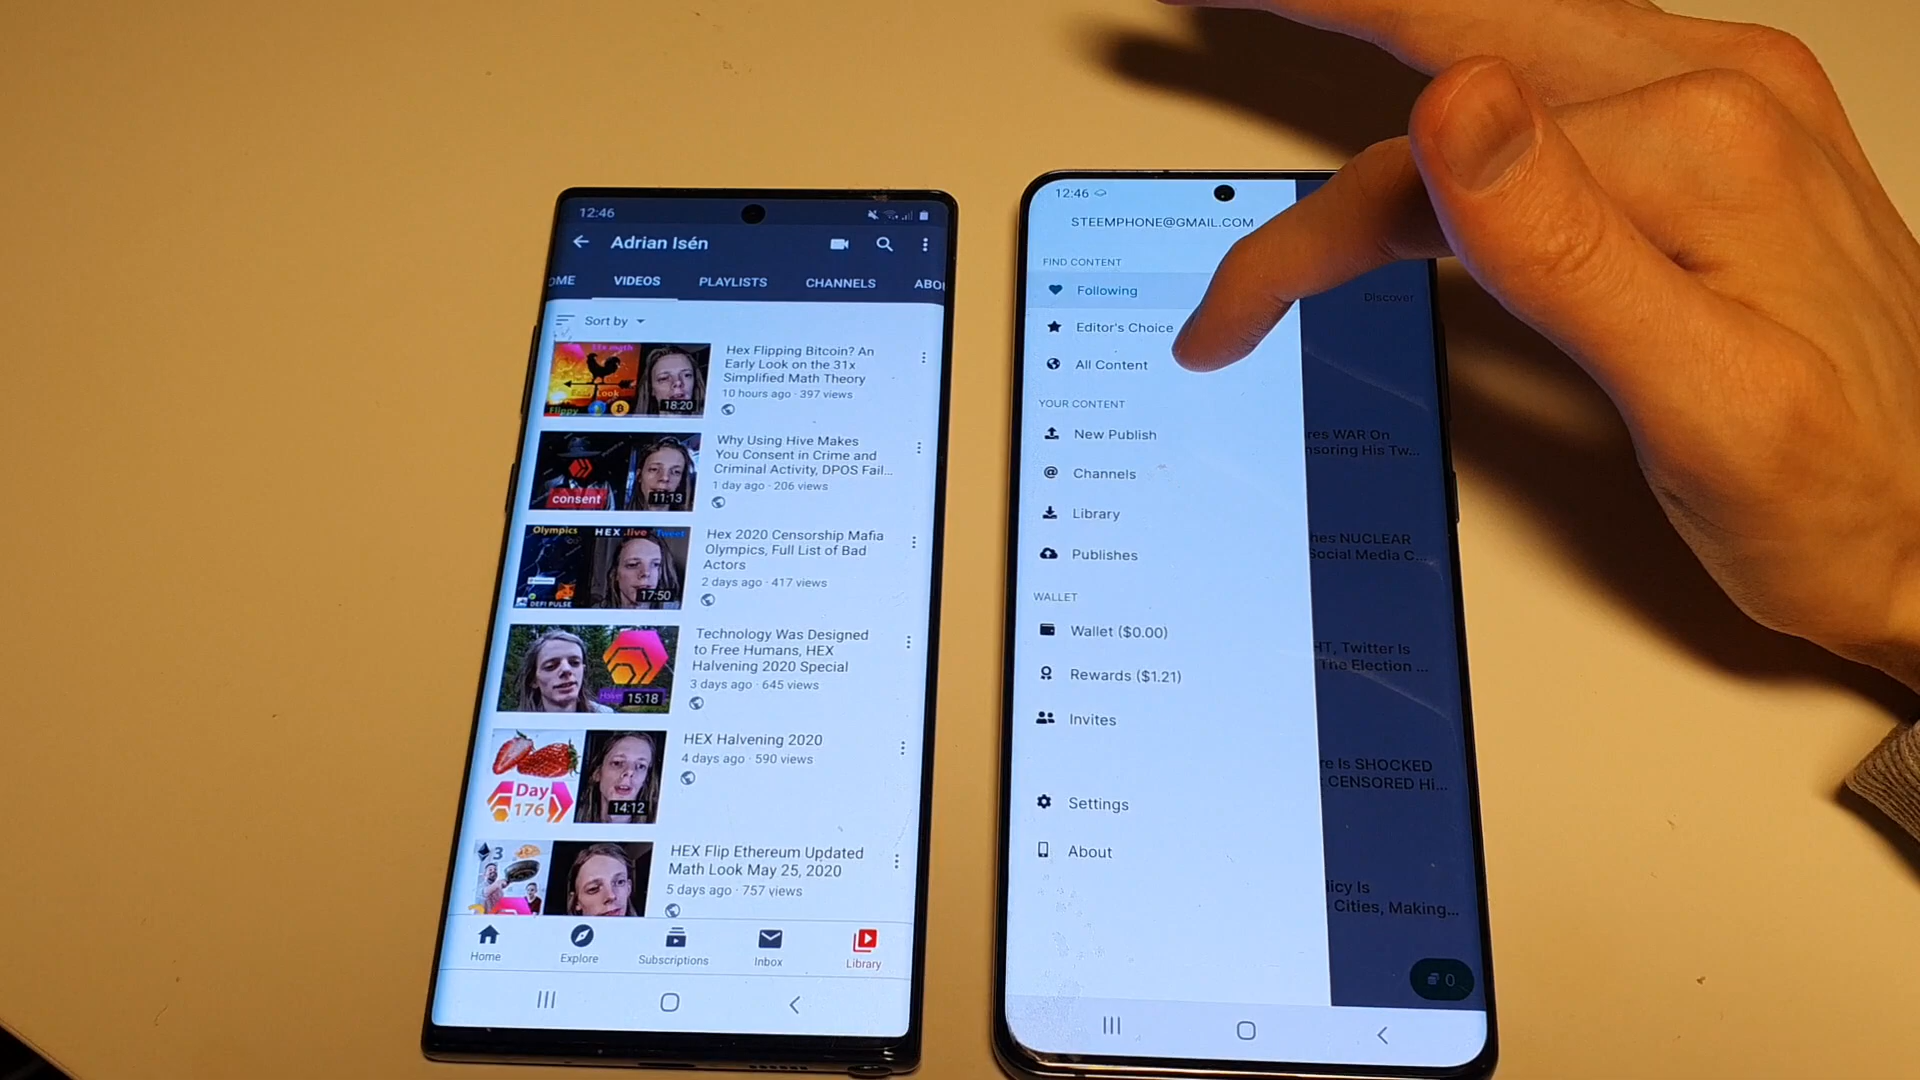 12:46
Adrian Isén
OME VIDEOS PLAYLISTS CHANNELS ABO
Sort by
Early Look
Flippy
18:20
Hex Flipping Bitcoin? An
Early Look on the 31x
Simplified Math Theory
10 hours ago · 397 views
consent
11:13
Why Using Hive Makes
You Consent in Crime and
Criminal Activity, DPOS Fail...
1 day ago · 206 views
Olympics HEX.live Tweet
DEFI PULSE
17:50
Hex 2020 Censorship Mafia
Olympics, Full List of Bad
Actors
2 days ago · 417 views
15:18
Technology Was Designed
to Free Humans, HEX
Halvening 2020 Special
3 days ago · 645 views
Day
176
14:12
HEX Halvening 2020
4 days ago · 590 views
3
HEX Flip Ethereum Updated
Math Look May 25, 2020
5 days ago · 757 views
Home Explore Subscriptions Inbox Library
12:46
STEEMPHONE@GMAIL.COM
FIND CONTENT
Following
Editor's Choice
All Content
YOUR CONTENT
New Publish
Channels
Library
Publishes
WALLET
Wallet ($0.00)
Rewards ($1.21)
Invites
Settings
About
Discover
res WAR On
nsoring His Tw...
hes NUCLEAR
Social Media C...
HT, Twitter Is
The Election ...
re Is SHOCKED
CENSORED Hi...
icy Is
Cities, Making...
0